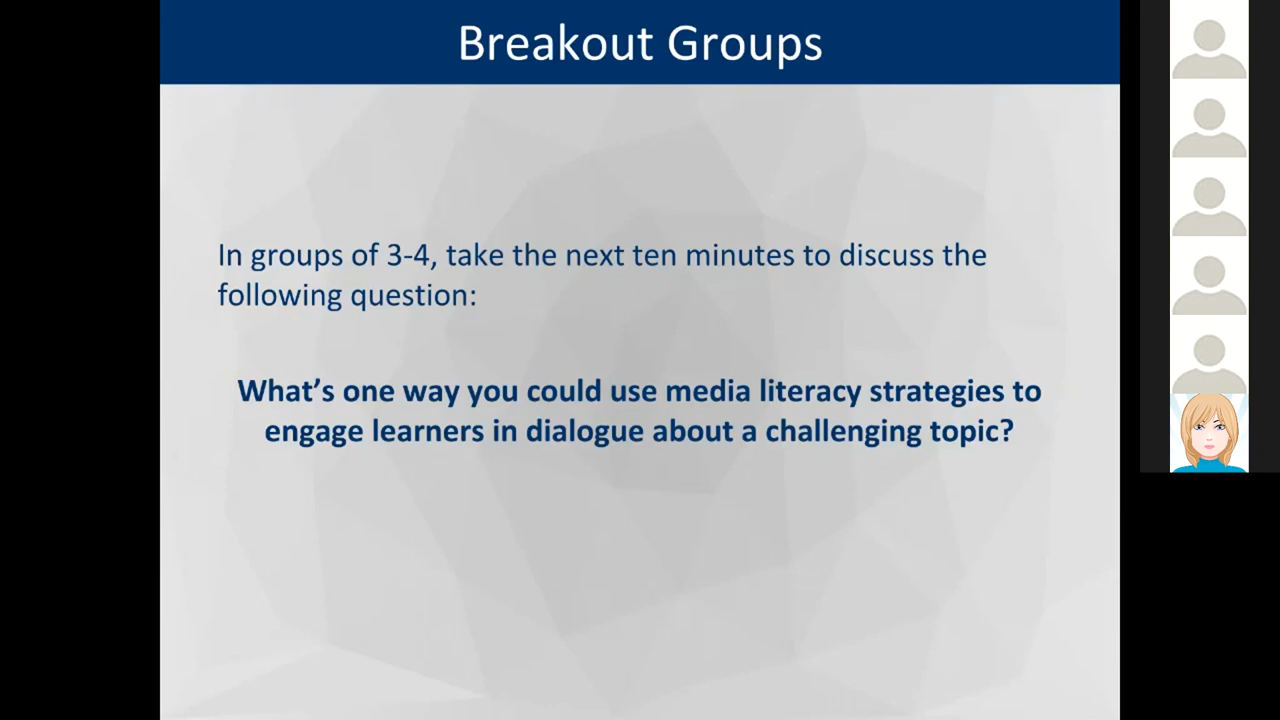 Breakout Groups
In groups of 3-4, take the next ten minutes to discuss the
following question:
What’s one way you could use media literacy strategies to
engage learners in dialogue about a challenging topic?